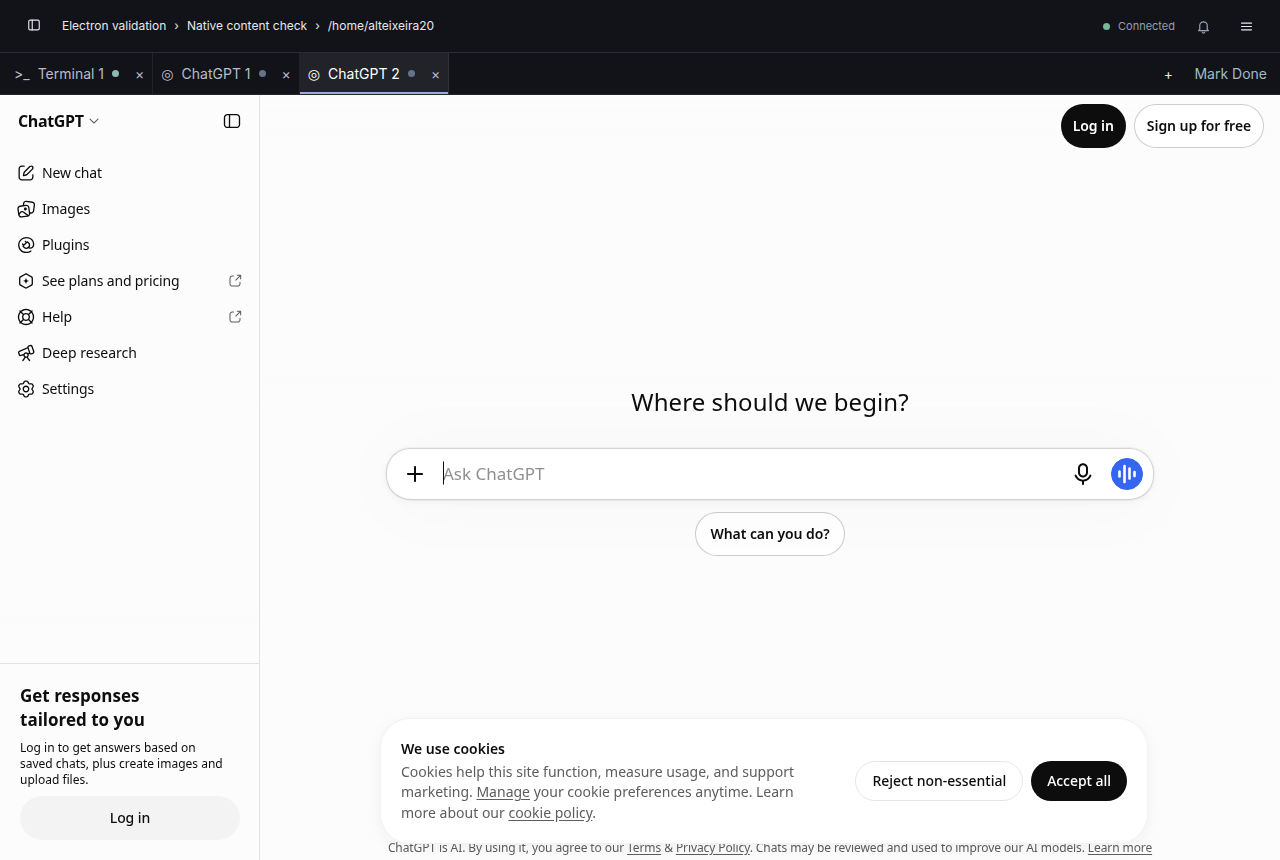 Electron validation › Native content check › /home/alteixeira20
Connected
>_ Terminal 1 ×
ChatGPT 1 ×
ChatGPT 2 ×
+ Mark Done
ChatGPT
Log in
Sign up for free
New chat
Images
Plugins
See plans and pricing
Help
Deep research
Settings
Where should we begin?
Ask ChatGPT
What can you do?
Get responses
tailored to you
Log in to get answers based on
saved chats, plus create images and
upload files.
Log in
We use cookies
Cookies help this site function, measure usage, and support
marketing. Manage your cookie preferences anytime. Learn
more about our cookie policy.
Reject non-essential
Accept all
ChatGPT is AI. By using it, you agree to our Terms & Privacy Policy. Chats may be reviewed and used to improve our AI models. Learn more